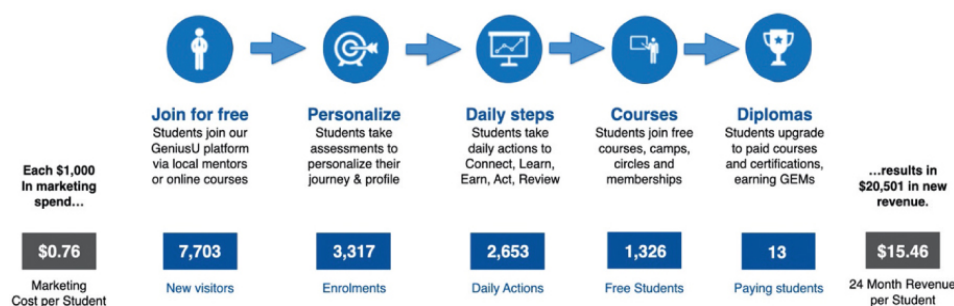 Join for free
Students join our
GeniusU platform
via local mentors
or online courses
Personalize
Students take
assessments to
personalize their
journey & profile
Daily steps
Students take
daily actions to
Connect, Learn,
Earn, Act, Review
Courses
Students join free
courses, camps,
circles and
memberships
Diplomas
Students upgrade
to paid courses
and certifications,
earning GEMs
Each $1,000
In marketing
spend…
…results in
$20,501 in new
revenue.
$0.76
Marketing
Cost per Student
7,703
New visitors
3,317
Enrolments
2,653
Daily Actions
1,326
Free Students
13
Paying students
$15.46
24 Month Revenue
per Student